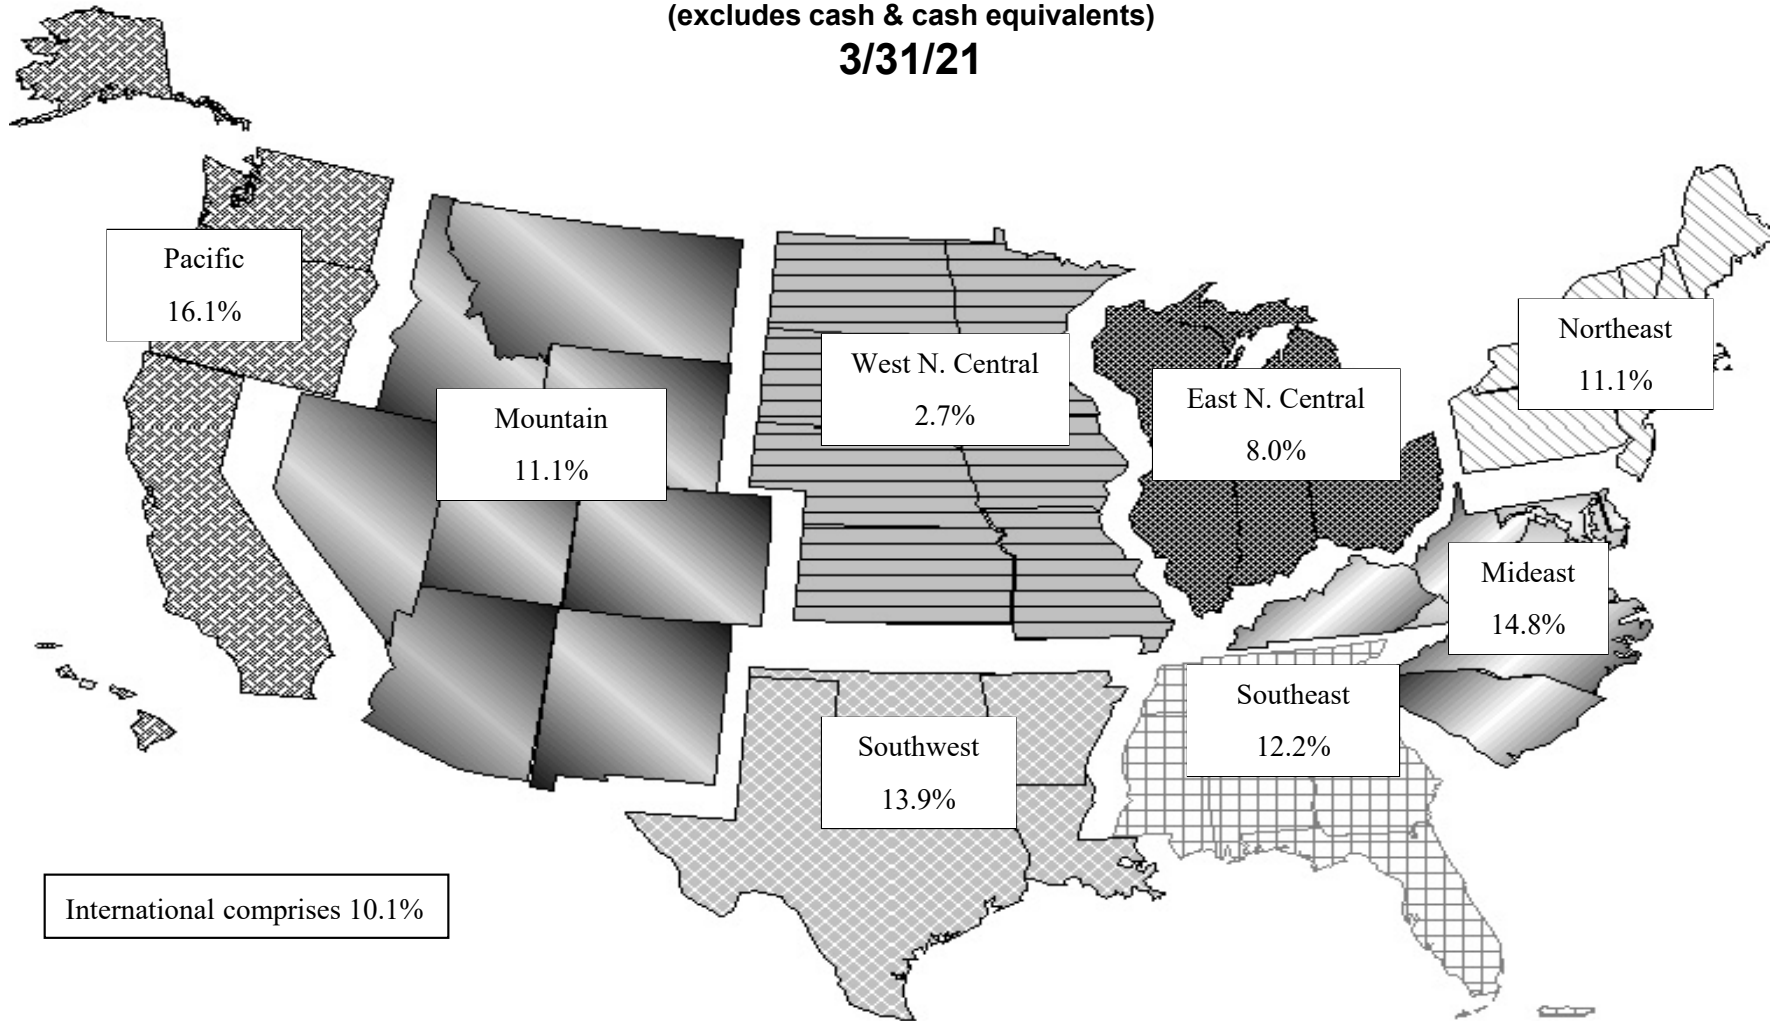 (excludes cash & cash equivalents)
3/31/21
Pacific
16.1%
Mountain
11.1%
West N. Central
2.7%
East N. Central
8.0%
Northeast
11.1%
Mideast
14.8%
Southeast
12.2%
Southwest
13.9%
International comprises 10.1%